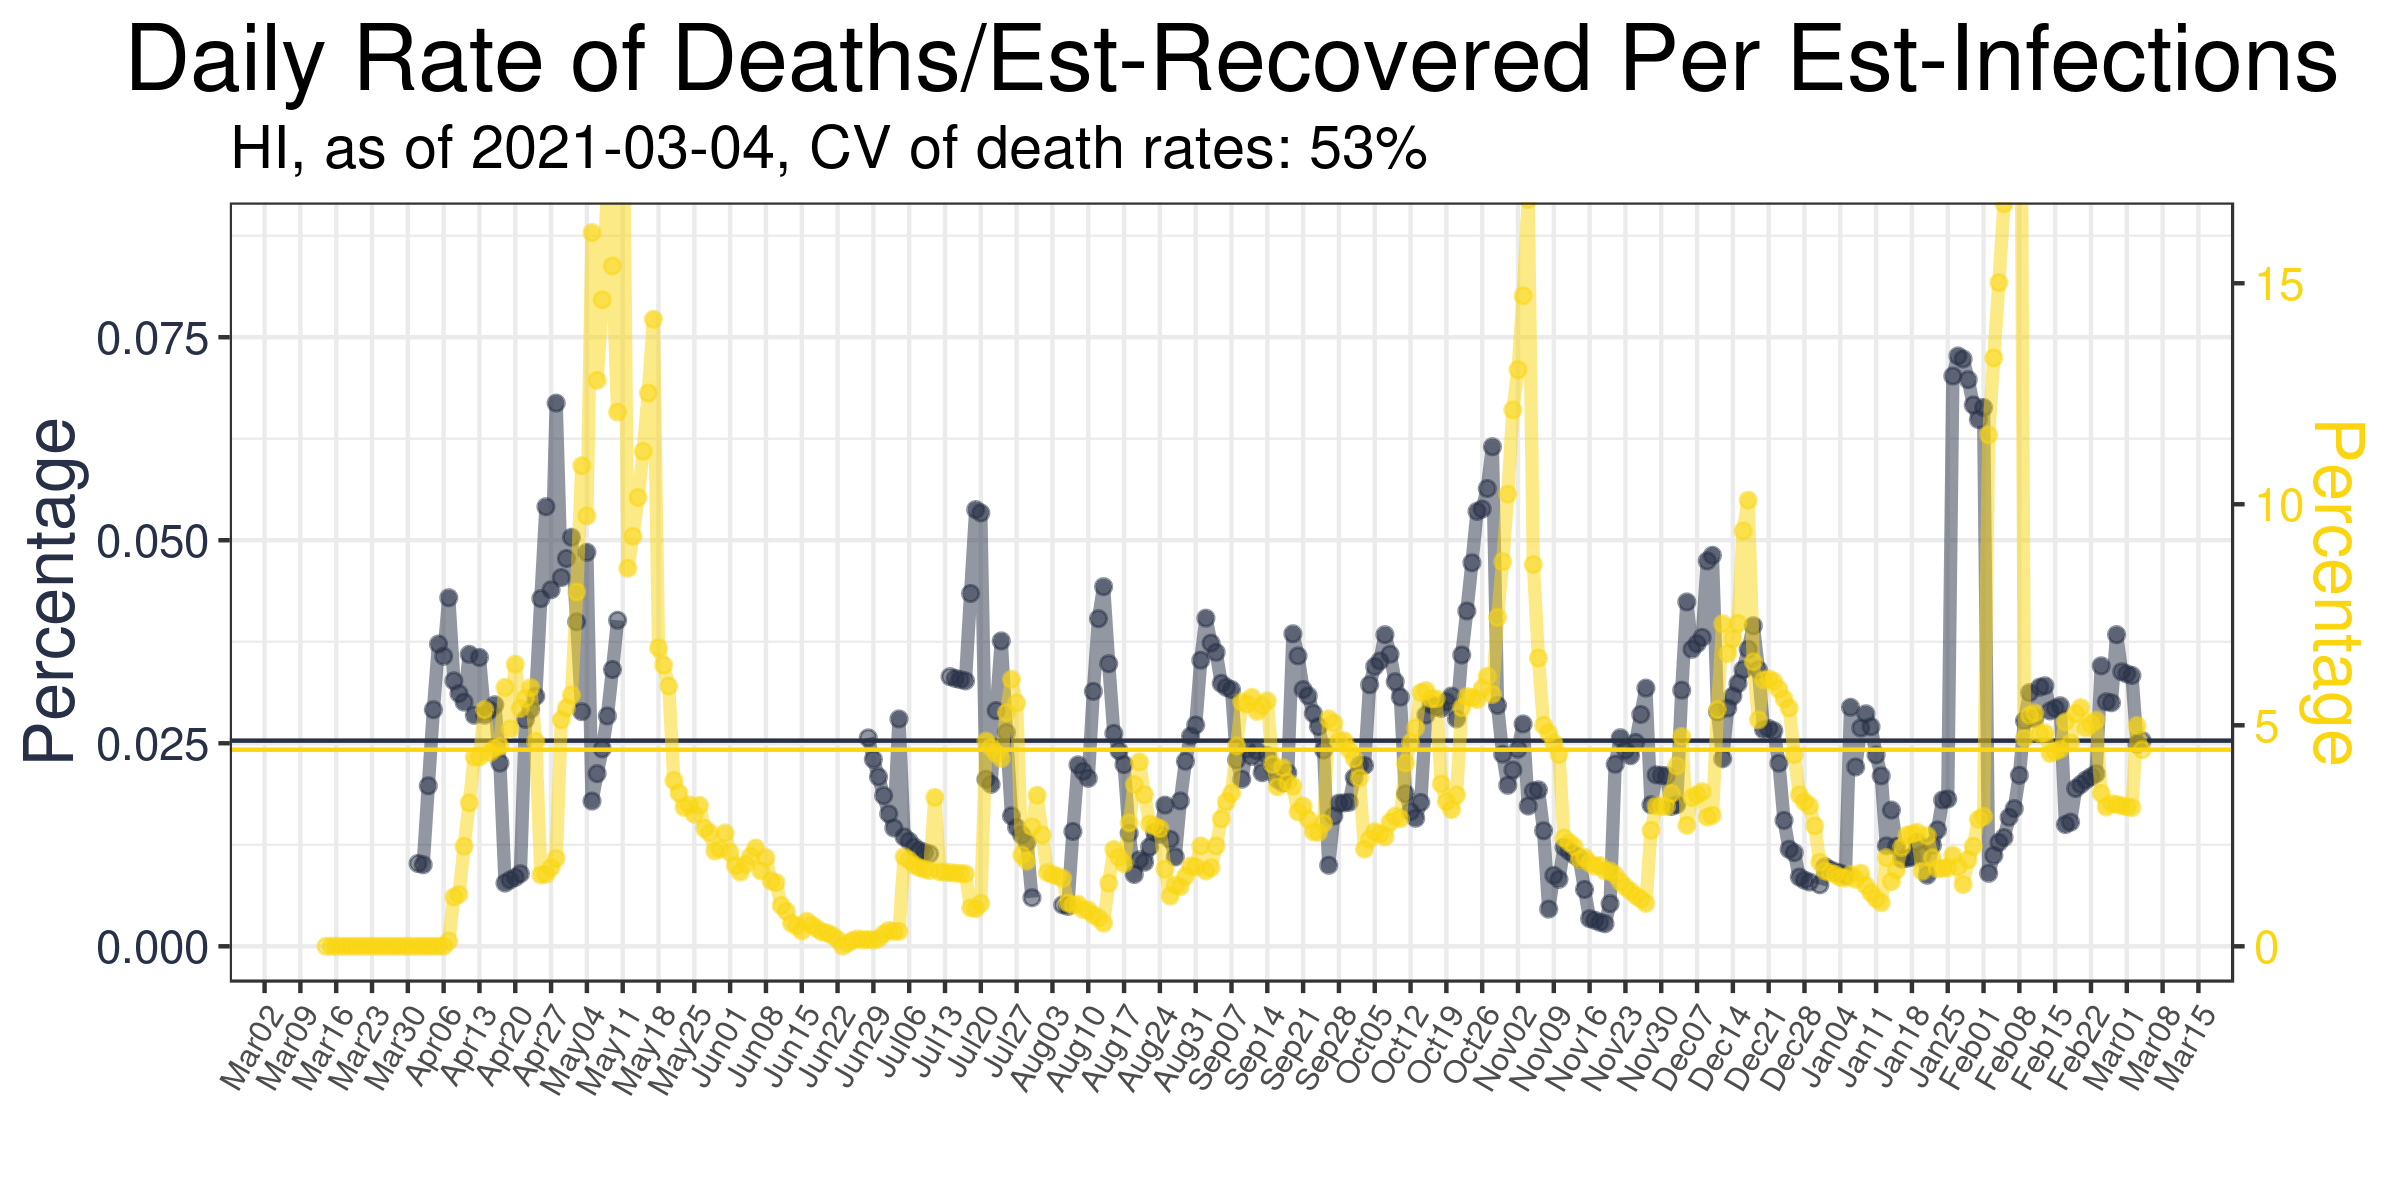 Daily Rate of Deaths/Est-Recovered Per Est-Infections
HI, as of 2021-03-04, CV of death rates: 53%
Percentage
0.075
0.050
0.025
0.000
15
10
5
0
Percentage
Mar02
Mar09
Mar16
Mar23
Mar30
Apr06
Apr13
Apr20
Apr27
May04
May11
May18
May25
Jun01
Jun08
Jun15
Jun22
Jun29
Jul06
Jul13
Jul20
Jul27
Aug03
Aug10
Aug17
Aug24
Aug31
Sep07
Sep14
Sep21
Sep28
Oct05
Oct12
Oct19
Oct26
Nov02
Nov09
Nov16
Nov23
Nov30
Dec07
Dec14
Dec21
Dec28
Jan04
Jan11
Jan18
Jan25
Feb01
Feb08
Feb15
Feb22
Mar01
Mar08
Mar15